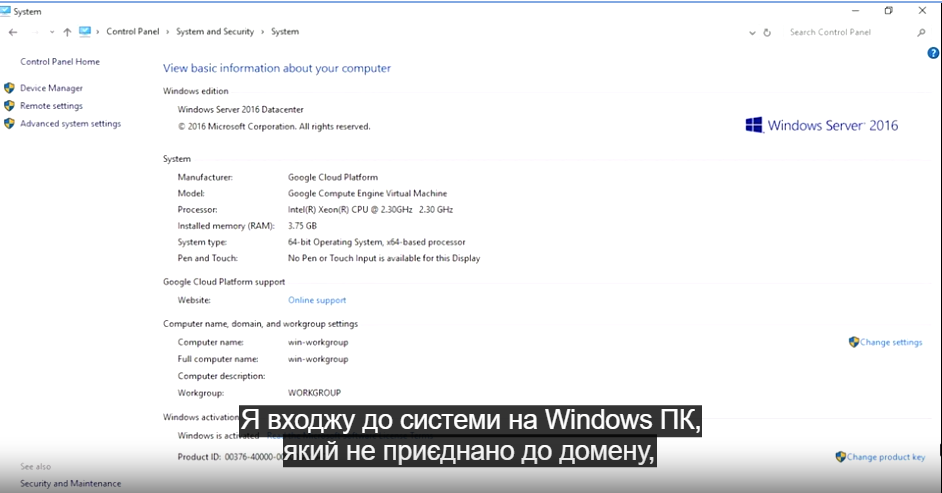 System
Control Panel > System and Security > System
Search Control Panel
Control Panel Home
Device Manager
Remote settings
Advanced system settings
View basic information about your computer
Windows edition
Windows Server 2016 Datacenter
© 2016 Microsoft Corporation. All rights reserved.
Windows Server 2016
System
Manufacturer: Google Cloud Platform
Model: Google Compute Engine Virtual Machine
Processor: Intel(R) Xeon(R) CPU @ 2.30GHz 2.30 GHz
Installed memory (RAM): 3.75 GB
System type: 64-bit Operating System, x64-based processor
Pen and Touch: No Pen or Touch Input is available for this Display
Google Cloud Platform support
Website: Online support
Computer name, domain, and workgroup settings
Computer name: win-workgroup
Change settings
Full computer name: win-workgroup
Computer description:
Workgroup: WORKGROUP
Windows activation
Windows is activated
Product ID: 00376-40000-00
Change product key
Я входжу до системи на Windows ПК,
який не приєднано до домену,
See also
Security and Maintenance